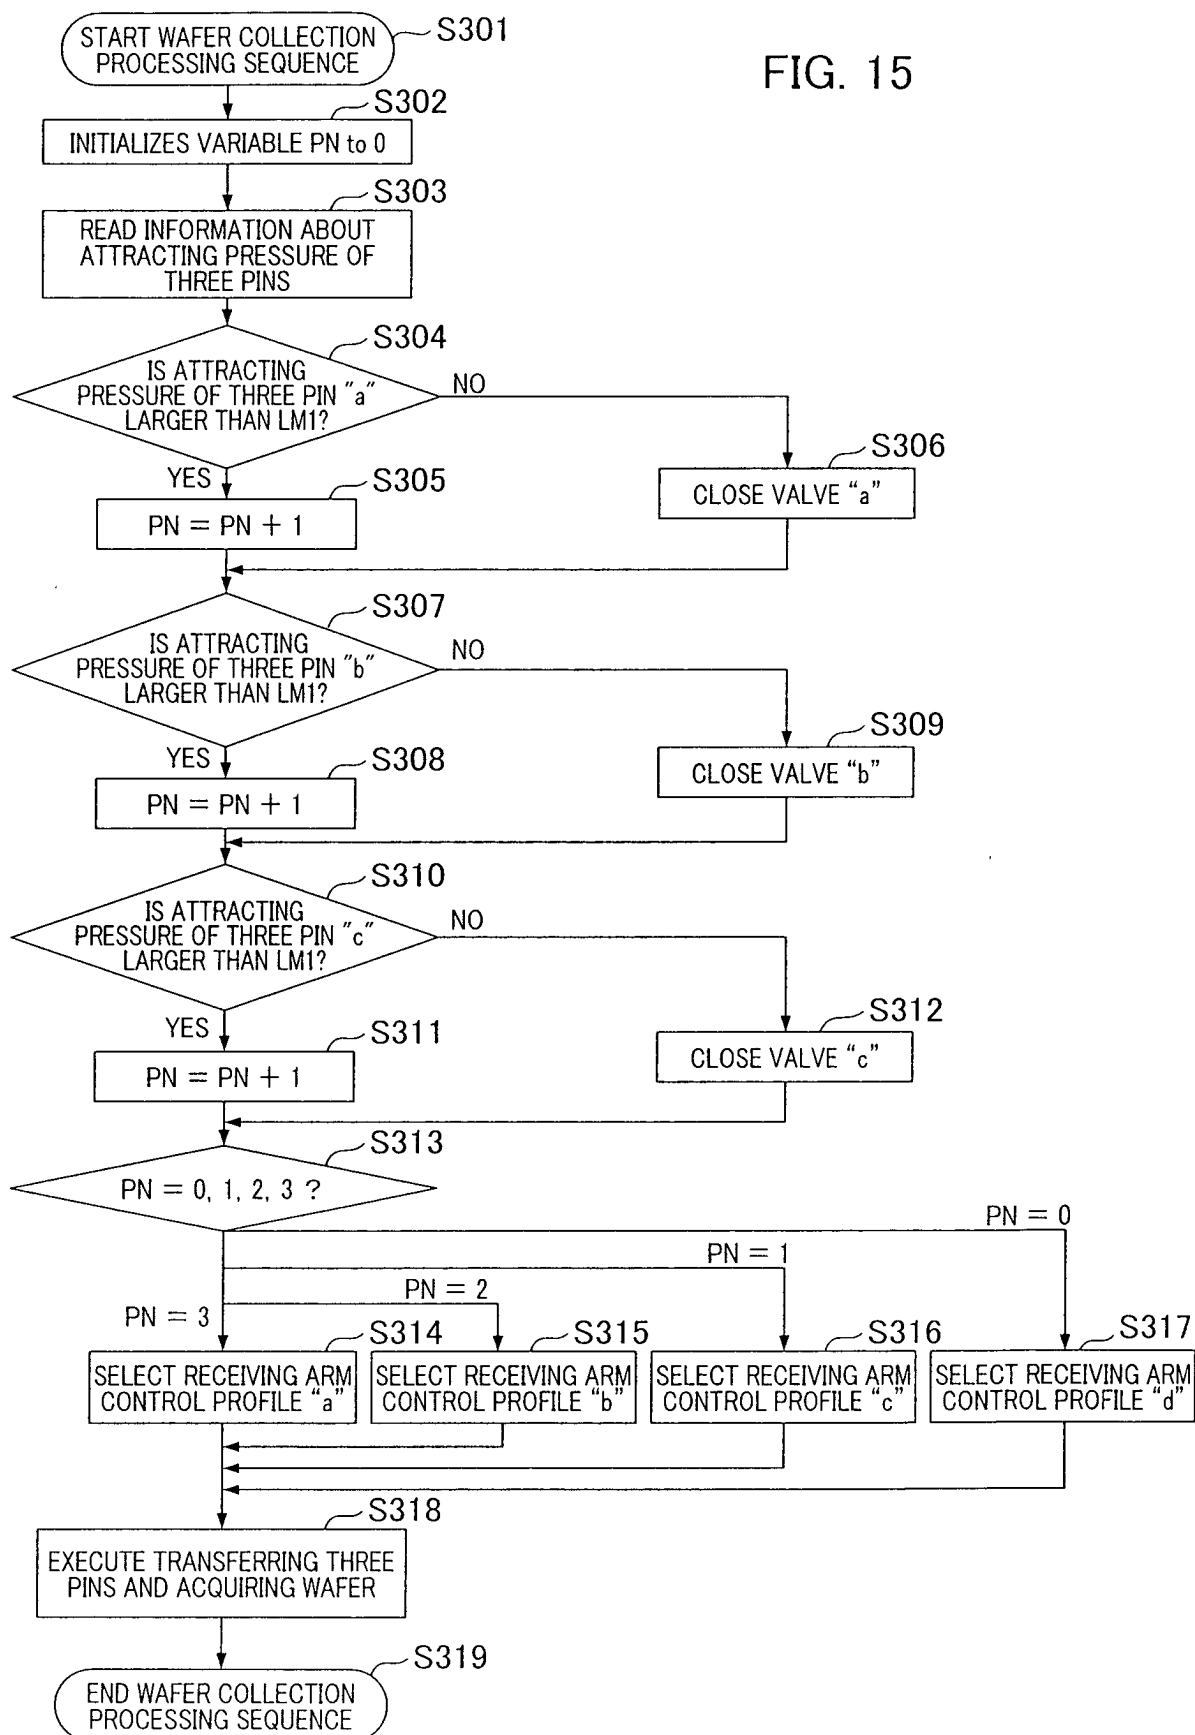 START WAFER COLLECTION
PROCESSING SEQUENCE
S301
FIG. 15
S302
INITIALIZES VARIABLE PN to 0
S303
READ INFORMATION ABOUT
ATTRACTING PRESSURE OF
THREE PINS
S304
IS ATTRACTING
PRESSURE OF THREE PIN "a"
LARGER THAN LM1?
NO
YES
S305
PN = PN + 1
S306
CLOSE VALVE “a”
S307
IS ATTRACTING
PRESSURE OF THREE PIN "b"
LARGER THAN LM1?
NO
YES
S308
PN = PN + 1
S309
CLOSE VALVE “b”
S310
IS ATTRACTING
PRESSURE OF THREE PIN "c"
LARGER THAN LM1?
NO
YES
S311
PN = PN + 1
S312
CLOSE VALVE “c”
S313
PN = 0, 1, 2, 3 ?
PN = 0
PN = 1
PN = 2
PN = 3
S314
SELECT RECEIVING ARM
CONTROL PROFILE “a”
S315
SELECT RECEIVING ARM
CONTROL PROFILE “b”
S316
SELECT RECEIVING ARM
CONTROL PROFILE “c”
S317
SELECT RECEIVING ARM
CONTROL PROFILE “d”
S318
EXECUTE TRANSFERRING THREE
PINS AND ACQUIRING WAFER
S319
END WAFER COLLECTION
PROCESSING SEQUENCE